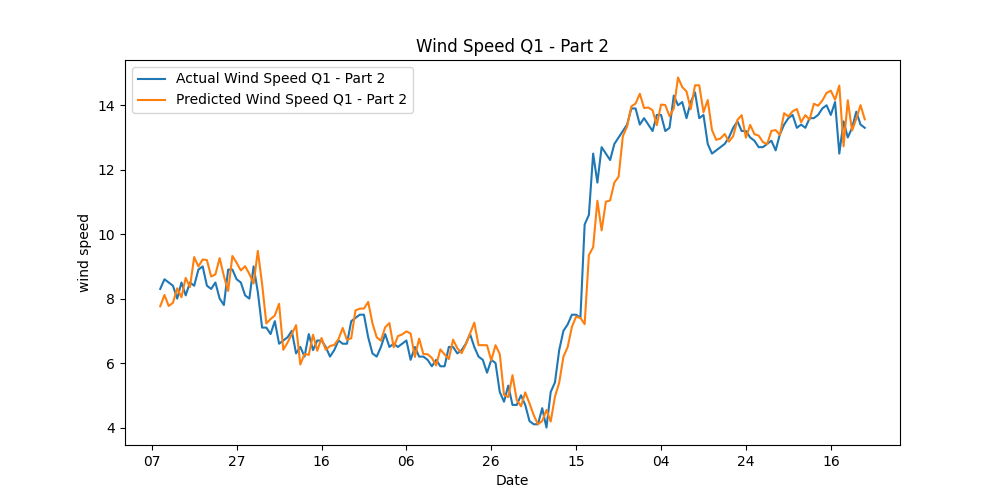 Wind Speed Q1 - Part 2
Actual Wind Speed Q1 - Part 2
Predicted Wind Speed Q1 - Part 2
wind speed
14
12
10
8
6
4
07 27 16 06 26 15 04 24 16
Date